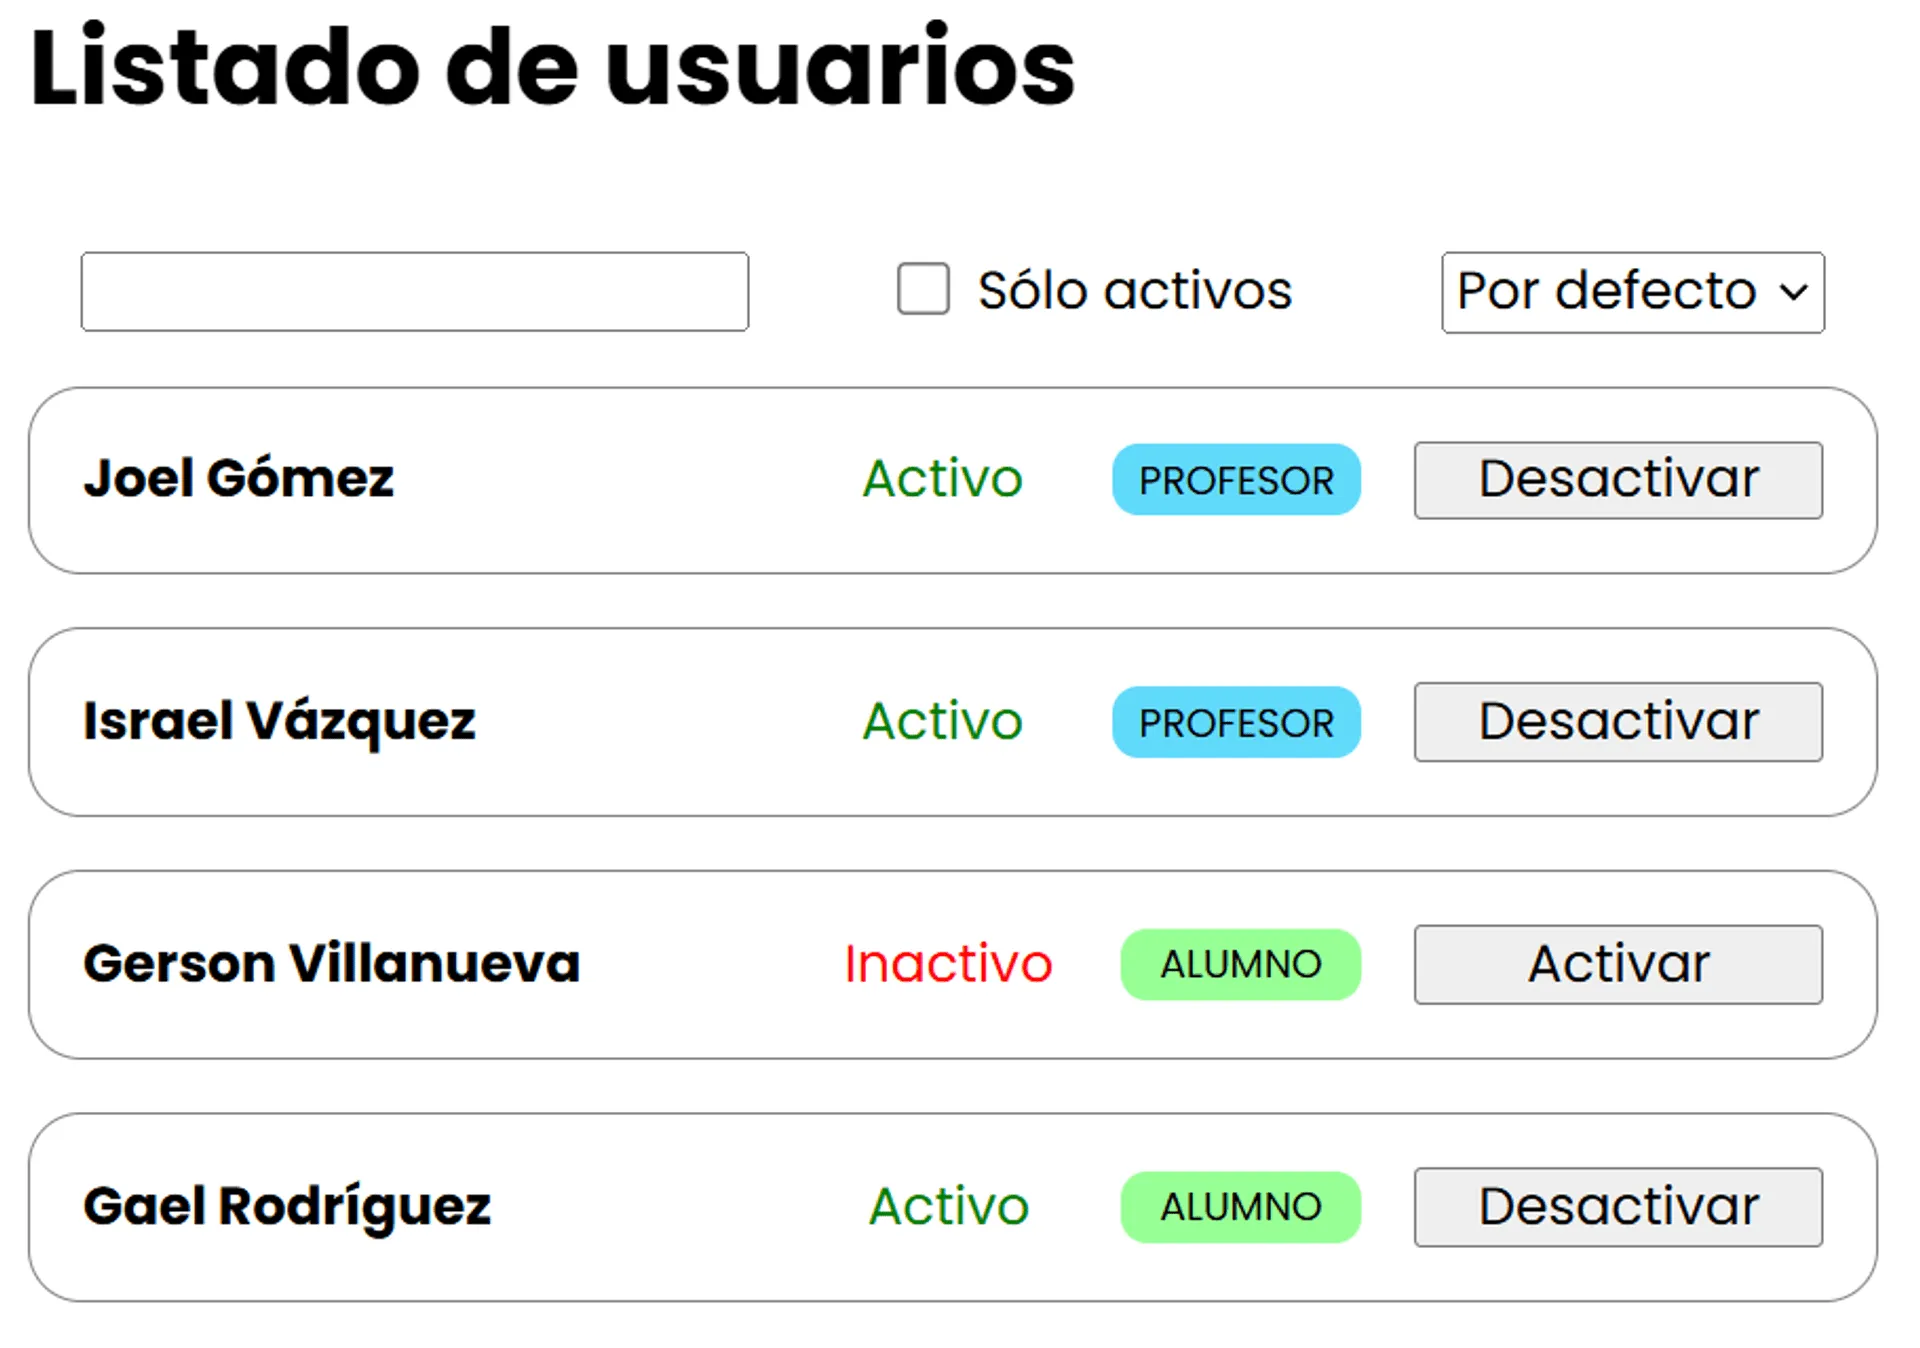 Listado de usuarios
Sólo activos Por defecto
Joel Gómez Activo PROFESOR Desactivar
Israel Vázquez Activo PROFESOR Desactivar
Gerson Villanueva Inactivo ALUMNO Activar
Gael Rodríguez Activo ALUMNO Desactivar